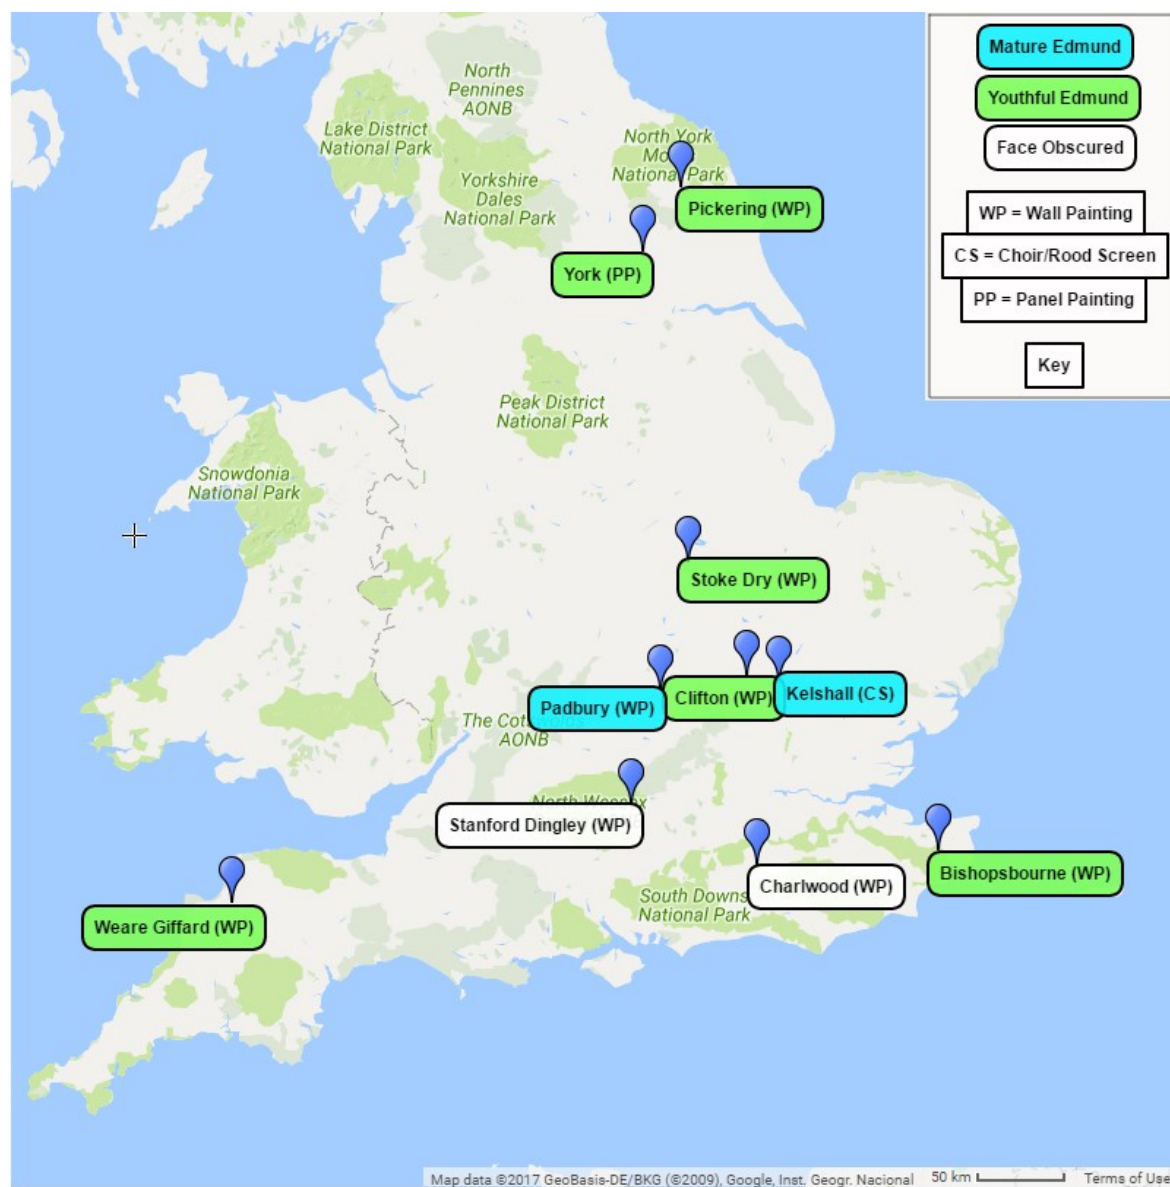 Mature Edmund
Youthful Edmund
Face Obscured
WP = Wall Painting
CS = Choir/Rood Screen
PP = Panel Painting
Key
North
Pennines
AONB
Lake District
National Park
Yorkshire
Dales
National Park
North York
National Park
Pickering (WP)
York (PP)
Peak District
National Park
Snowdonia
National Park
Stoke Dry (WP)
Padbury (WP)
Clifton (WP)
Kelshall (CS)
The Cotswolds
AONB
Stanford Dingley (WP)
Charlwood (WP)
Bishopsbourne (WP)
South Downs
National Park
Weare Giffard (WP)
Map data ©2017 GeoBasis-DE/BKG (©2009), Google, Inst. Geogr. Nacional
50 km
Terms of Use